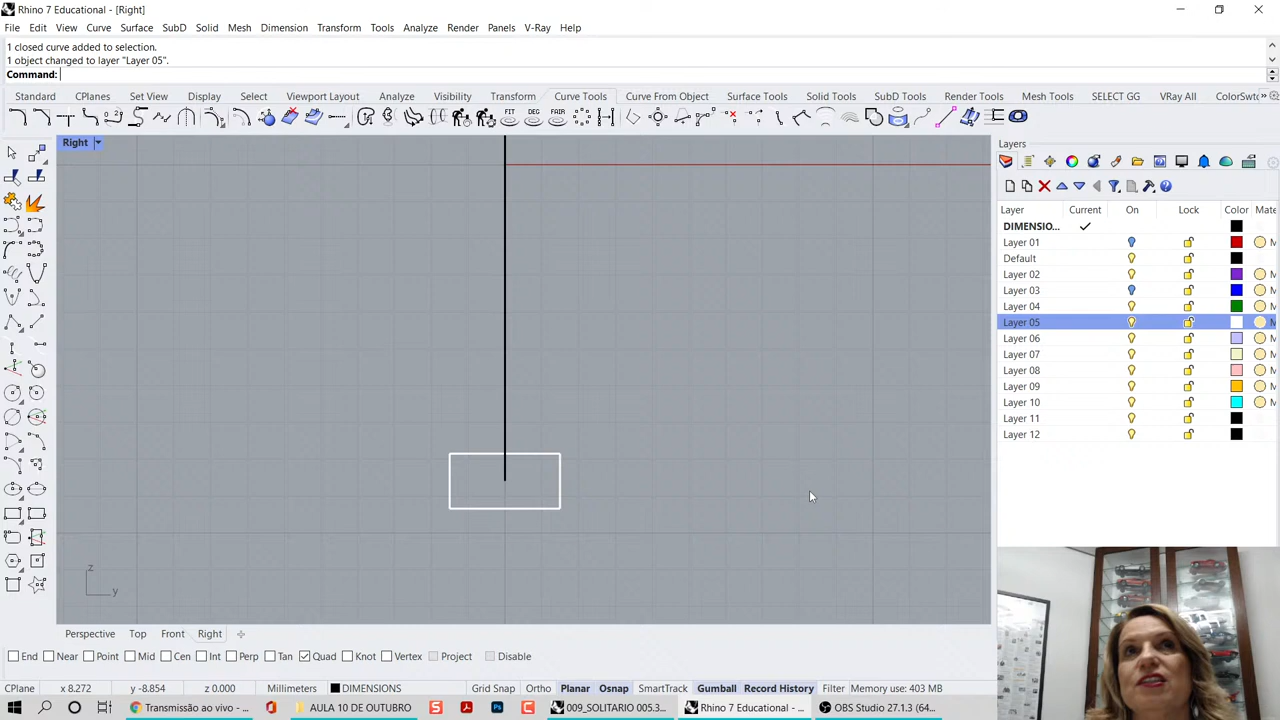 Rhino 7 Educational - [Right]
File Edit View Curve Surface SubD Solid Mesh Dimension Transform Tools Analyze Render Panels V-Ray Help
1 closed curve added to selection.
1 object changed to layer "Layer 05".
Command:
Standard CPlanes Set View Display Select Viewport Layout Analyze Visibility Transform Curve Tools Curve From Object Surface Tools Solid Tools SubD Tools Render Tools Mesh Tools SELECT GG VRay All ColorSwto
FIT DEG FAIR
Right
Layers
Layer Current On Lock Color Mate
DIMENSIO...
Layer 01 M
Default
Layer 02 M
Layer 03 M
Layer 04 M
Layer 05 M
Layer 06 M
Layer 07 M
Layer 08 M
Layer 09 M
Layer 10 M
Layer 11
Layer 12
z
y
Perspective Top Front Right
End Near Point Mid Cen Int Perp Tan Quad Knot Vertex Project Disable
CPlane x 8.272 y -8.854 z 0.000 Millimeters DIMENSIONS Grid Snap Ortho Planar Osnap SmartTrack Gumball Record History Filter Memory use: 403 MB
Transmissão ao vivo - ... AULA 10 DE OUTUBRO 009_SOLITARIO 005.3... Rhino 7 Educational - ... OBS Studio 27.1.3 (64...